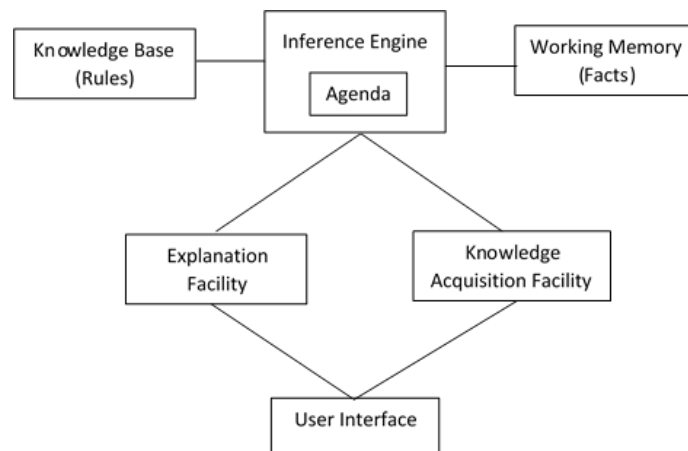 Knowledge Base
(Rules)
Inference Engine
Agenda
Working Memory
(Facts)
Explanation
Facility
Knowledge
Acquisition Facility
User Interface